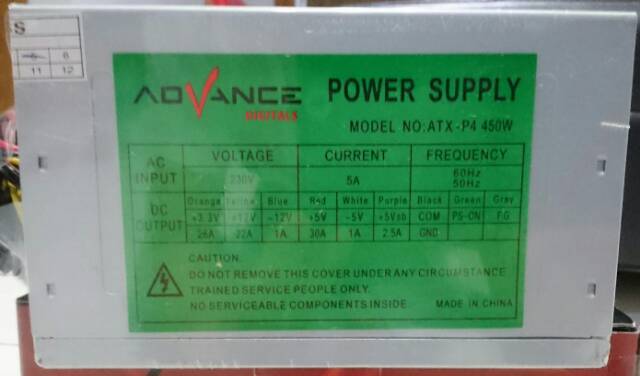 S
6
11 12
ADVANCE
DIGITALS
POWER SUPPLY
MODEL NO:ATX-P4 450W
AC INPUT VOLTAGE CURRENT FREQUENCY
230V 5A 60Hz
50Hz
DC OUTPUT Orange Yellow Blue Red White Purple Black Green Gray
+3.3V +12V -12V +5V -5V +5Vsb COM PS-ON P.G
26A 22A 1A 30A 1A 2.5A GND
CAUTION:
DO NOT REMOVE THIS COVER UNDER ANY CIRCUMSTANCE
TRAINED SERVICE PEOPLE ONLY.
NO SERVICEABLE COMPONENTS INSIDE. MADE IN CHINA